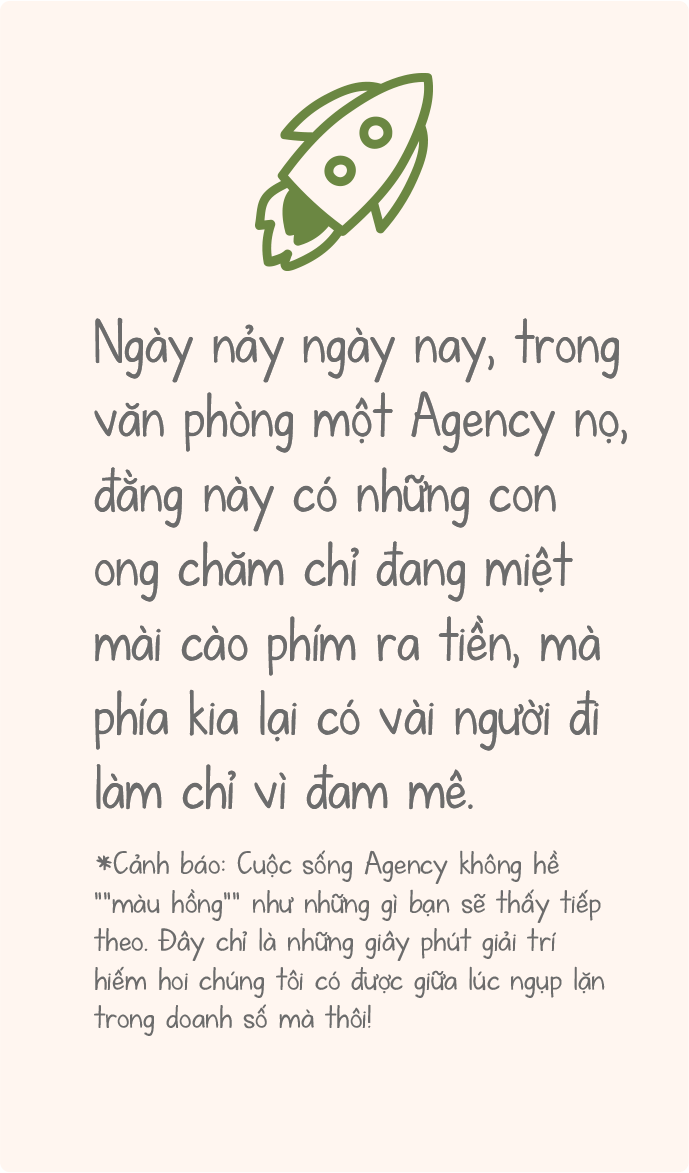 Ngày nảy ngày nay, trong
văn phòng một Agency nọ,
đằng này có những con
ong chăm chỉ đang miệt
mài cào phím ra tiền, mà
phía kia lại có vài người đi
làm chỉ vì đam mê.
*Cảnh báo: Cuộc sống Agency không hề
""màu hồng"" như những gì bạn sẽ thấy tiếp
theo. Đây chỉ là những giây phút giải trí
hiếm hoi chúng tôi có được giữa lúc ngụp lặn
trong doanh số mà thôi!